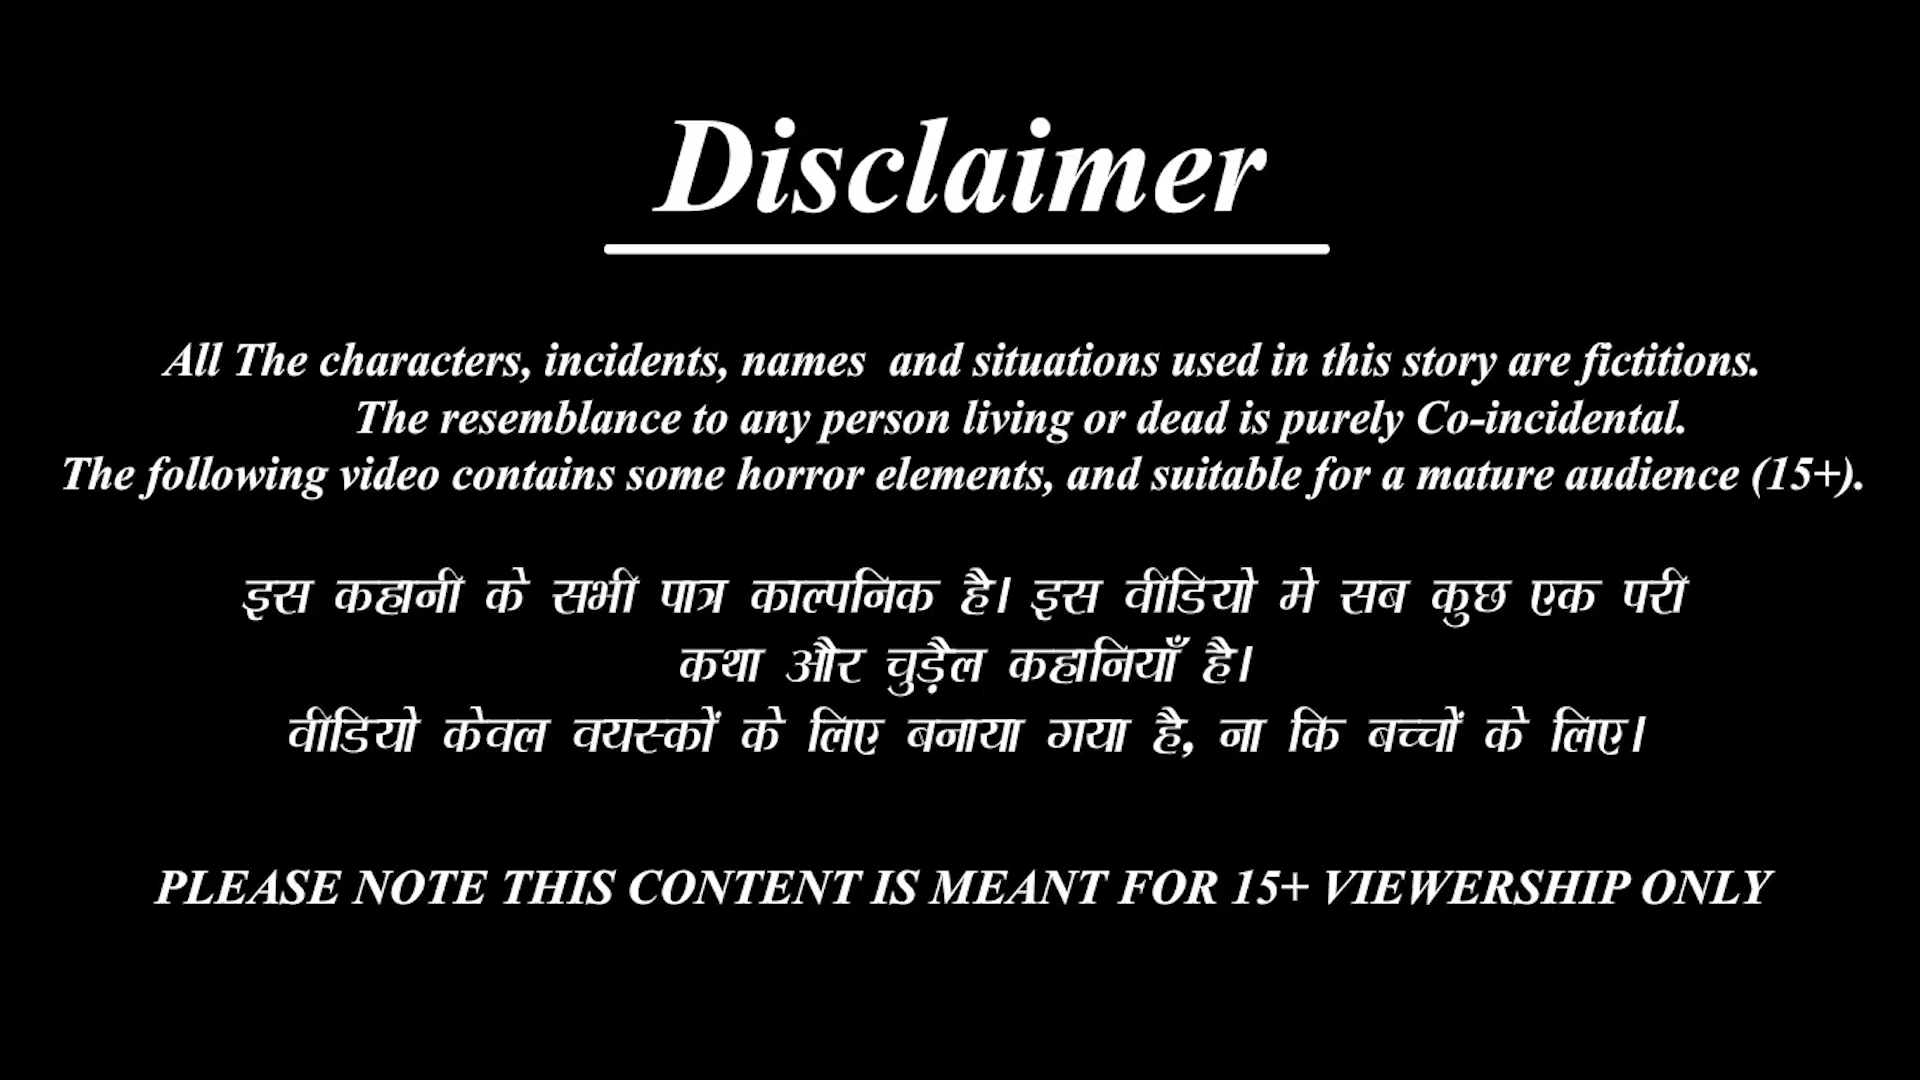 Disclaimer
All The characters, incidents, names and situations used in this story are fictitions.
The resemblance to any person living or dead is purely Co-incidental.
The following video contains some horror elements, and suitable for a mature audience (15+).
इस कहानी के सभी पात्र काल्पनिक है। इस वीडियो मे सब कुछ एक परी
कथा और चुड़ैल कहानियाँ है।
वीडियो केवल वयस्कों के लिए बनाया गया है, ना कि बच्चों के लिए।
PLEASE NOTE THIS CONTENT IS MEANT FOR 15+ VIEWERSHIP ONLY